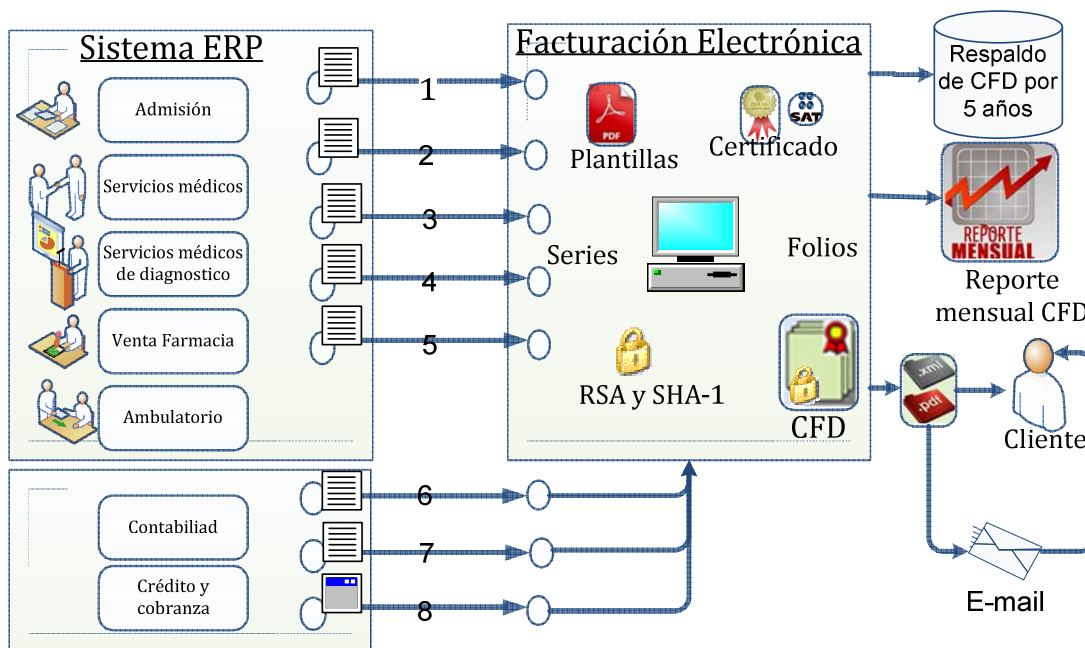 Sistema ERP
Admisión
Servicios médicos
Servicios médicos
de diagnostico
Venta Farmacia
Ambulatorio
Contabiliad
Crédito y
cobranza
1
2
3
4
5
6
7
8
Facturación Electrónica
PDF
Plantillas
SAT
Certificado
Series
Folios
RSA y SHA-1
CFD
Respaldo
de CFD por
5 años
REPORTE
MENSUAL
Reporte
mensual CFD
.xml
.pdf
Cliente
E-mail